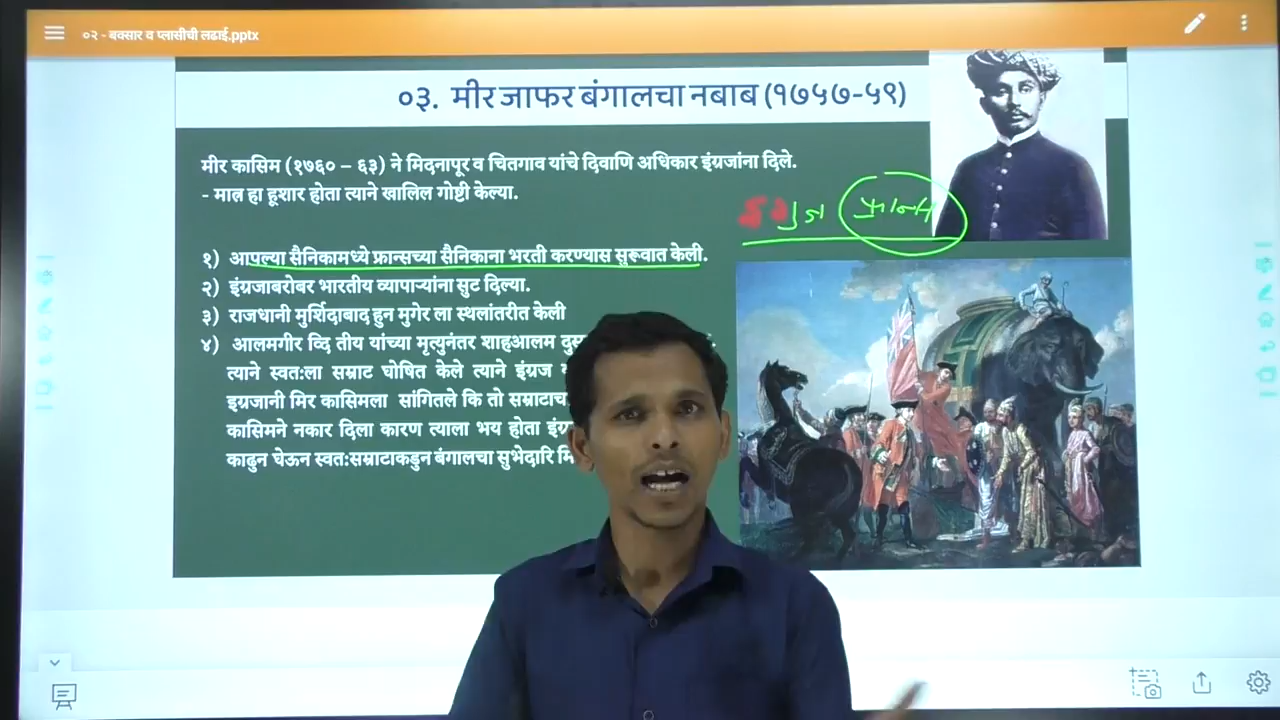 ०२ - बक्सार व प्लासीची लढाई.pptx
०३. मीर जाफर बंगालचा नबाब (१७५७-५९)
मीर कासिम (१७६० – ६३) ने मिदनापूर व चितगाव यांचे दिवाणि अधिकार इंग्रजांना दिले.
- मात्र हा हूशार होता त्याने खालिल गोष्टी केल्या.
फ्रान्स
१) आपल्या सैनिकामध्ये फ्रान्सच्या सैनिकाना भरती करण्यास सुरूवात केली.
२) इंग्रजाबरोबर भारतीय व्यापाऱ्यांना सुट दिल्या.
३) राजधानी मुर्शिदाबाद हुन मुगेर ला स्थलांतरीत केली
४) आलमगीर व्दि तीय यांच्या मृत्युनंतर शाहआलम
त्याने स्वत:ला सम्राट घोषित केले त्याने इंग्रज
इग्रजानी मिर कासिमला सांगितले कि तो
कासिमने नकार दिला कारण त्याला भय होता
काढुन घेऊन स्वत:सम्राटाकडुन बंगालचा सुभेदारि